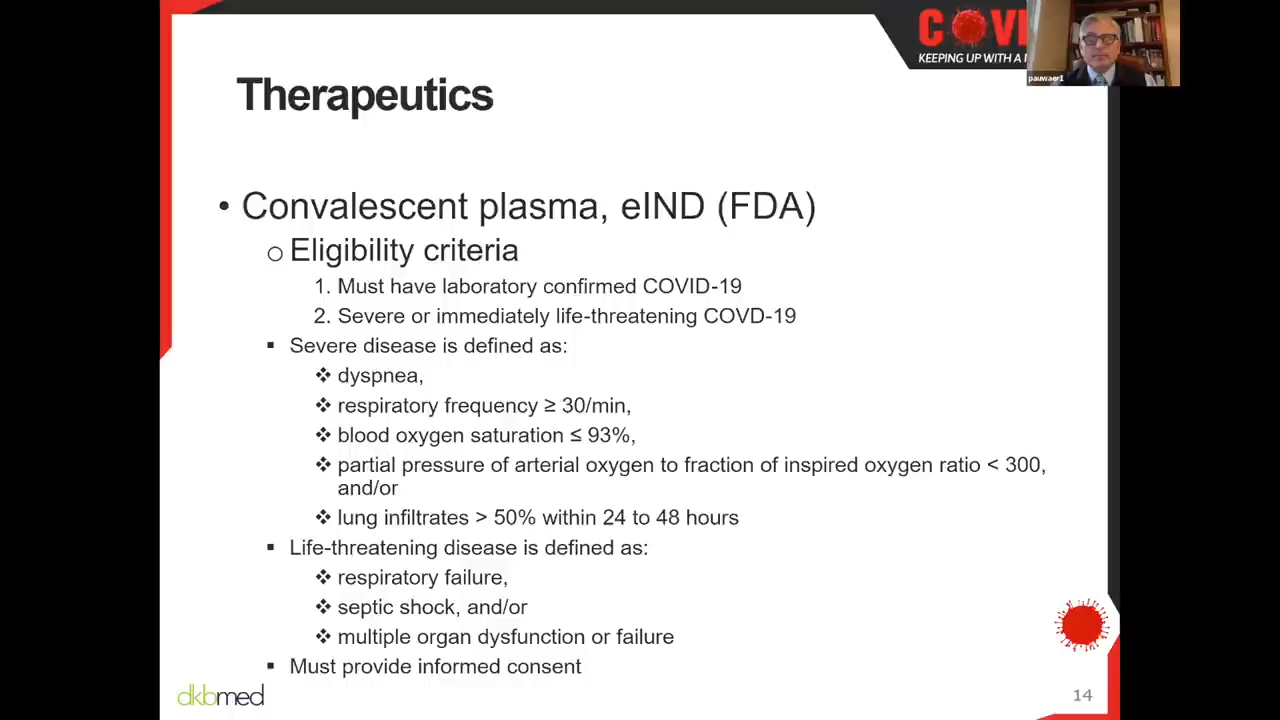 COVI
KEEPING UP WITH A
pauwaer1
Therapeutics
• Convalescent plasma, eIND (FDA)
o Eligibility criteria
1. Must have laboratory confirmed COVID-19
2. Severe or immediately life-threatening COVD-19
▪ Severe disease is defined as:
❖ dyspnea,
❖ respiratory frequency ≥ 30/min,
❖ blood oxygen saturation ≤ 93%,
❖ partial pressure of arterial oxygen to fraction of inspired oxygen ratio < 300,
and/or
❖ lung infiltrates > 50% within 24 to 48 hours
▪ Life-threatening disease is defined as:
❖ respiratory failure,
❖ septic shock, and/or
❖ multiple organ dysfunction or failure
▪ Must provide informed consent
dkbmed
14